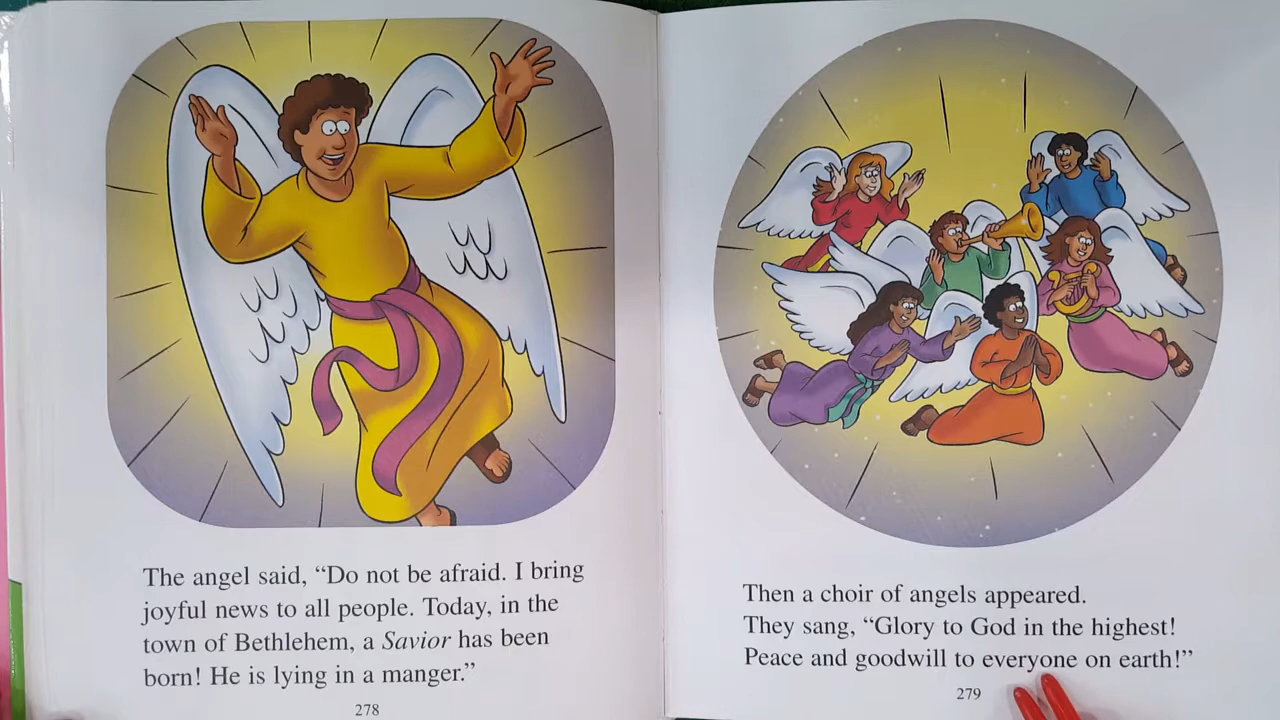 The angel said, “Do not be afraid. I bring
joyful news to all people. Today, in the
town of Bethlehem, a Savior has been
born! He is lying in a manger.”
278
Then a choir of angels appeared.
They sang, “Glory to God in the highest!
Peace and goodwill to everyone on earth!”
279